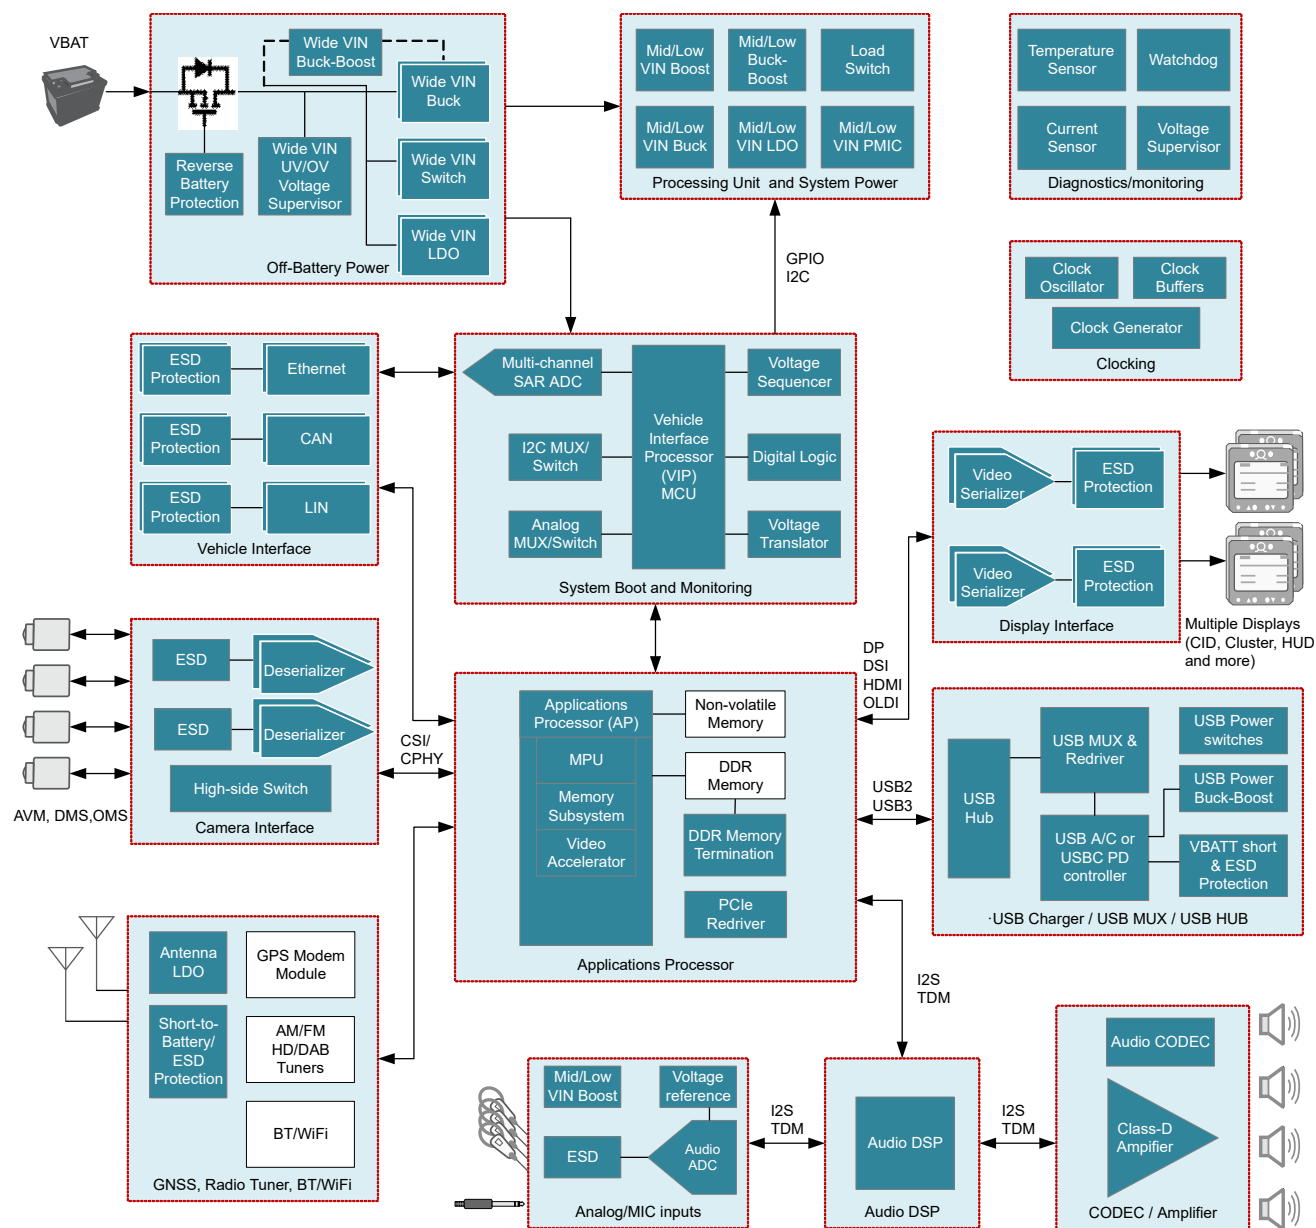 VBAT
Wide VIN
Buck-Boost
Wide VIN
Buck
Reverse
Battery
Protection
Wide VIN
UV/OV
Voltage
Supervisor
Wide VIN
Switch
Wide VIN
LDO
Off-Battery Power
Mid/Low
VIN Boost
Mid/Low
Buck-
Boost
Load
Switch
Mid/Low
VIN Buck
Mid/Low
VIN LDO
Mid/Low
VIN PMIC
Processing Unit and System Power
Temperature
Sensor
Watchdog
Current
Sensor
Voltage
Supervisor
Diagnostics/monitoring
GPIO
I2C
Clock
Oscillator
Clock
Buffers
Clock Generator
Clocking
ESD
Protection
Ethernet
ESD
Protection
CAN
ESD
Protection
LIN
Vehicle Interface
Multi-channel
SAR ADC
I2C MUX/
Switch
Analog
MUX/Switch
Vehicle
Interface
Processor
(VIP)
MCU
Voltage
Sequencer
Digital Logic
Voltage
Translator
System Boot and Monitoring
Video
Serializer
ESD
Protection
Video
Serializer
ESD
Protection
Display Interface
Multiple Displays
(CID, Cluster, HUD
and more)
ESD
Deserializer
ESD
Deserializer
High-side Switch
Camera Interface
AVM, DMS,OMS
CSI/
CPHY
DP
DSI
HDMI
OLDI
Applications
Processor (AP)
MPU
Memory
Subsystem
Video
Accelerator
Non-volatile
Memory
DDR
Memory
DDR Memory
Termination
PCIe
Redriver
Applications Processor
USB2
USB3
USB
Hub
USB MUX &
Redriver
USB A/C or
USBC PD
controller
USB Power
switches
USB Power
Buck-Boost
VBATT short
& ESD
Protection
·USB Charger / USB MUX / USB HUB
Antenna
LDO
GPS Modem
Module
Short-to-
Battery/
ESD
Protection
AM/FM
HD/DAB
Tuners
BT/WiFi
GNSS, Radio Tuner, BT/WiFi
I2S
TDM
Mid/Low
VIN Boost
Voltage
reference
ESD
Audio
ADC
Analog/MIC inputs
I2S
TDM
Audio DSP
Audio DSP
I2S
TDM
Audio CODEC
Class-D
Ampifier
CODEC / Amplifier